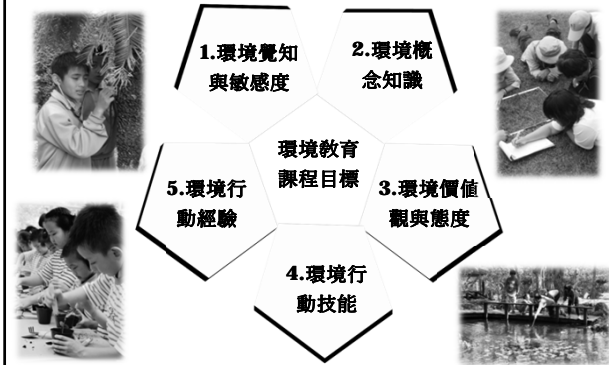 1.環境覺知
與敏感度
2.環境概
念知識
環境教育
課程目標
3.環境價值
觀與態度
4.環境行
動技能
5.環境行
動經驗